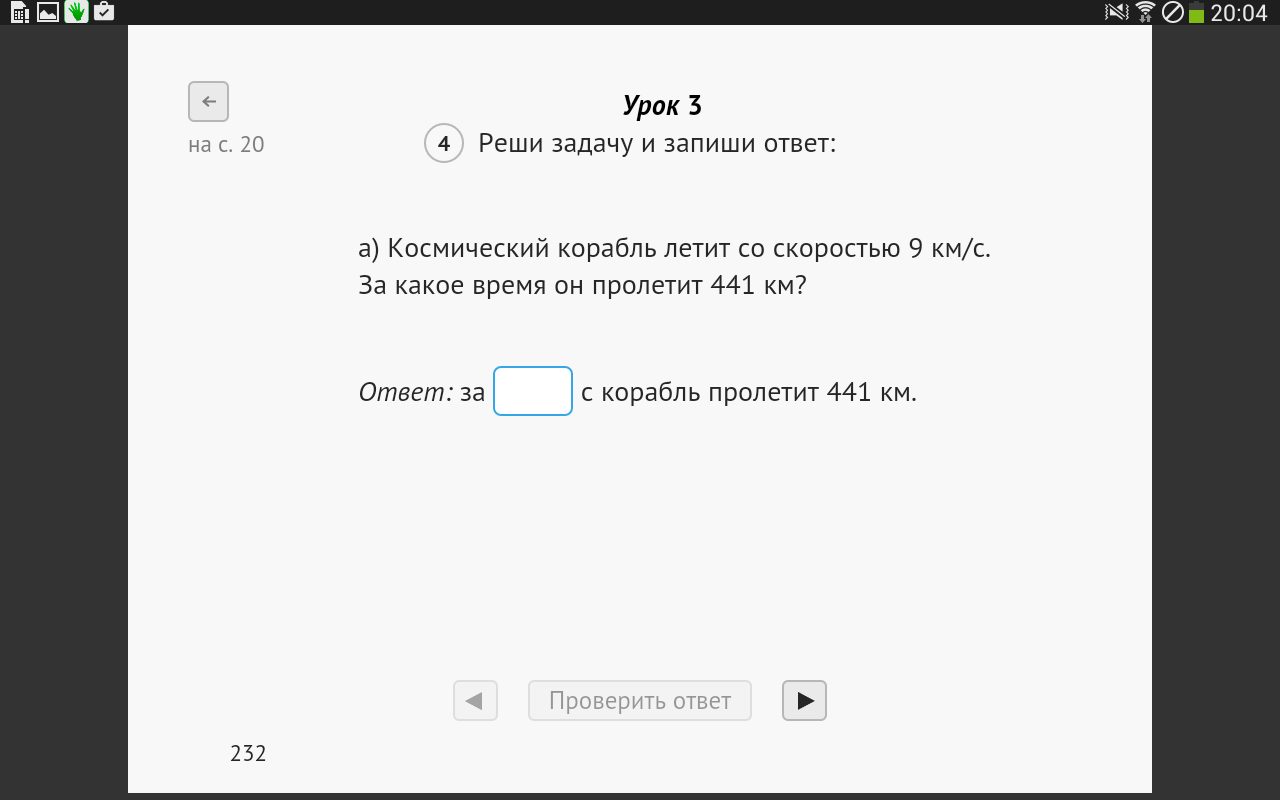 20:04
Урок 3
на с. 20
4 Реши задачу и запиши ответ:
а) Космический корабль летит со скоростью 9 км/с.
За какое время он пролетит 441 км?
Ответ: за с корабль пролетит 441 км.
Проверить ответ
232